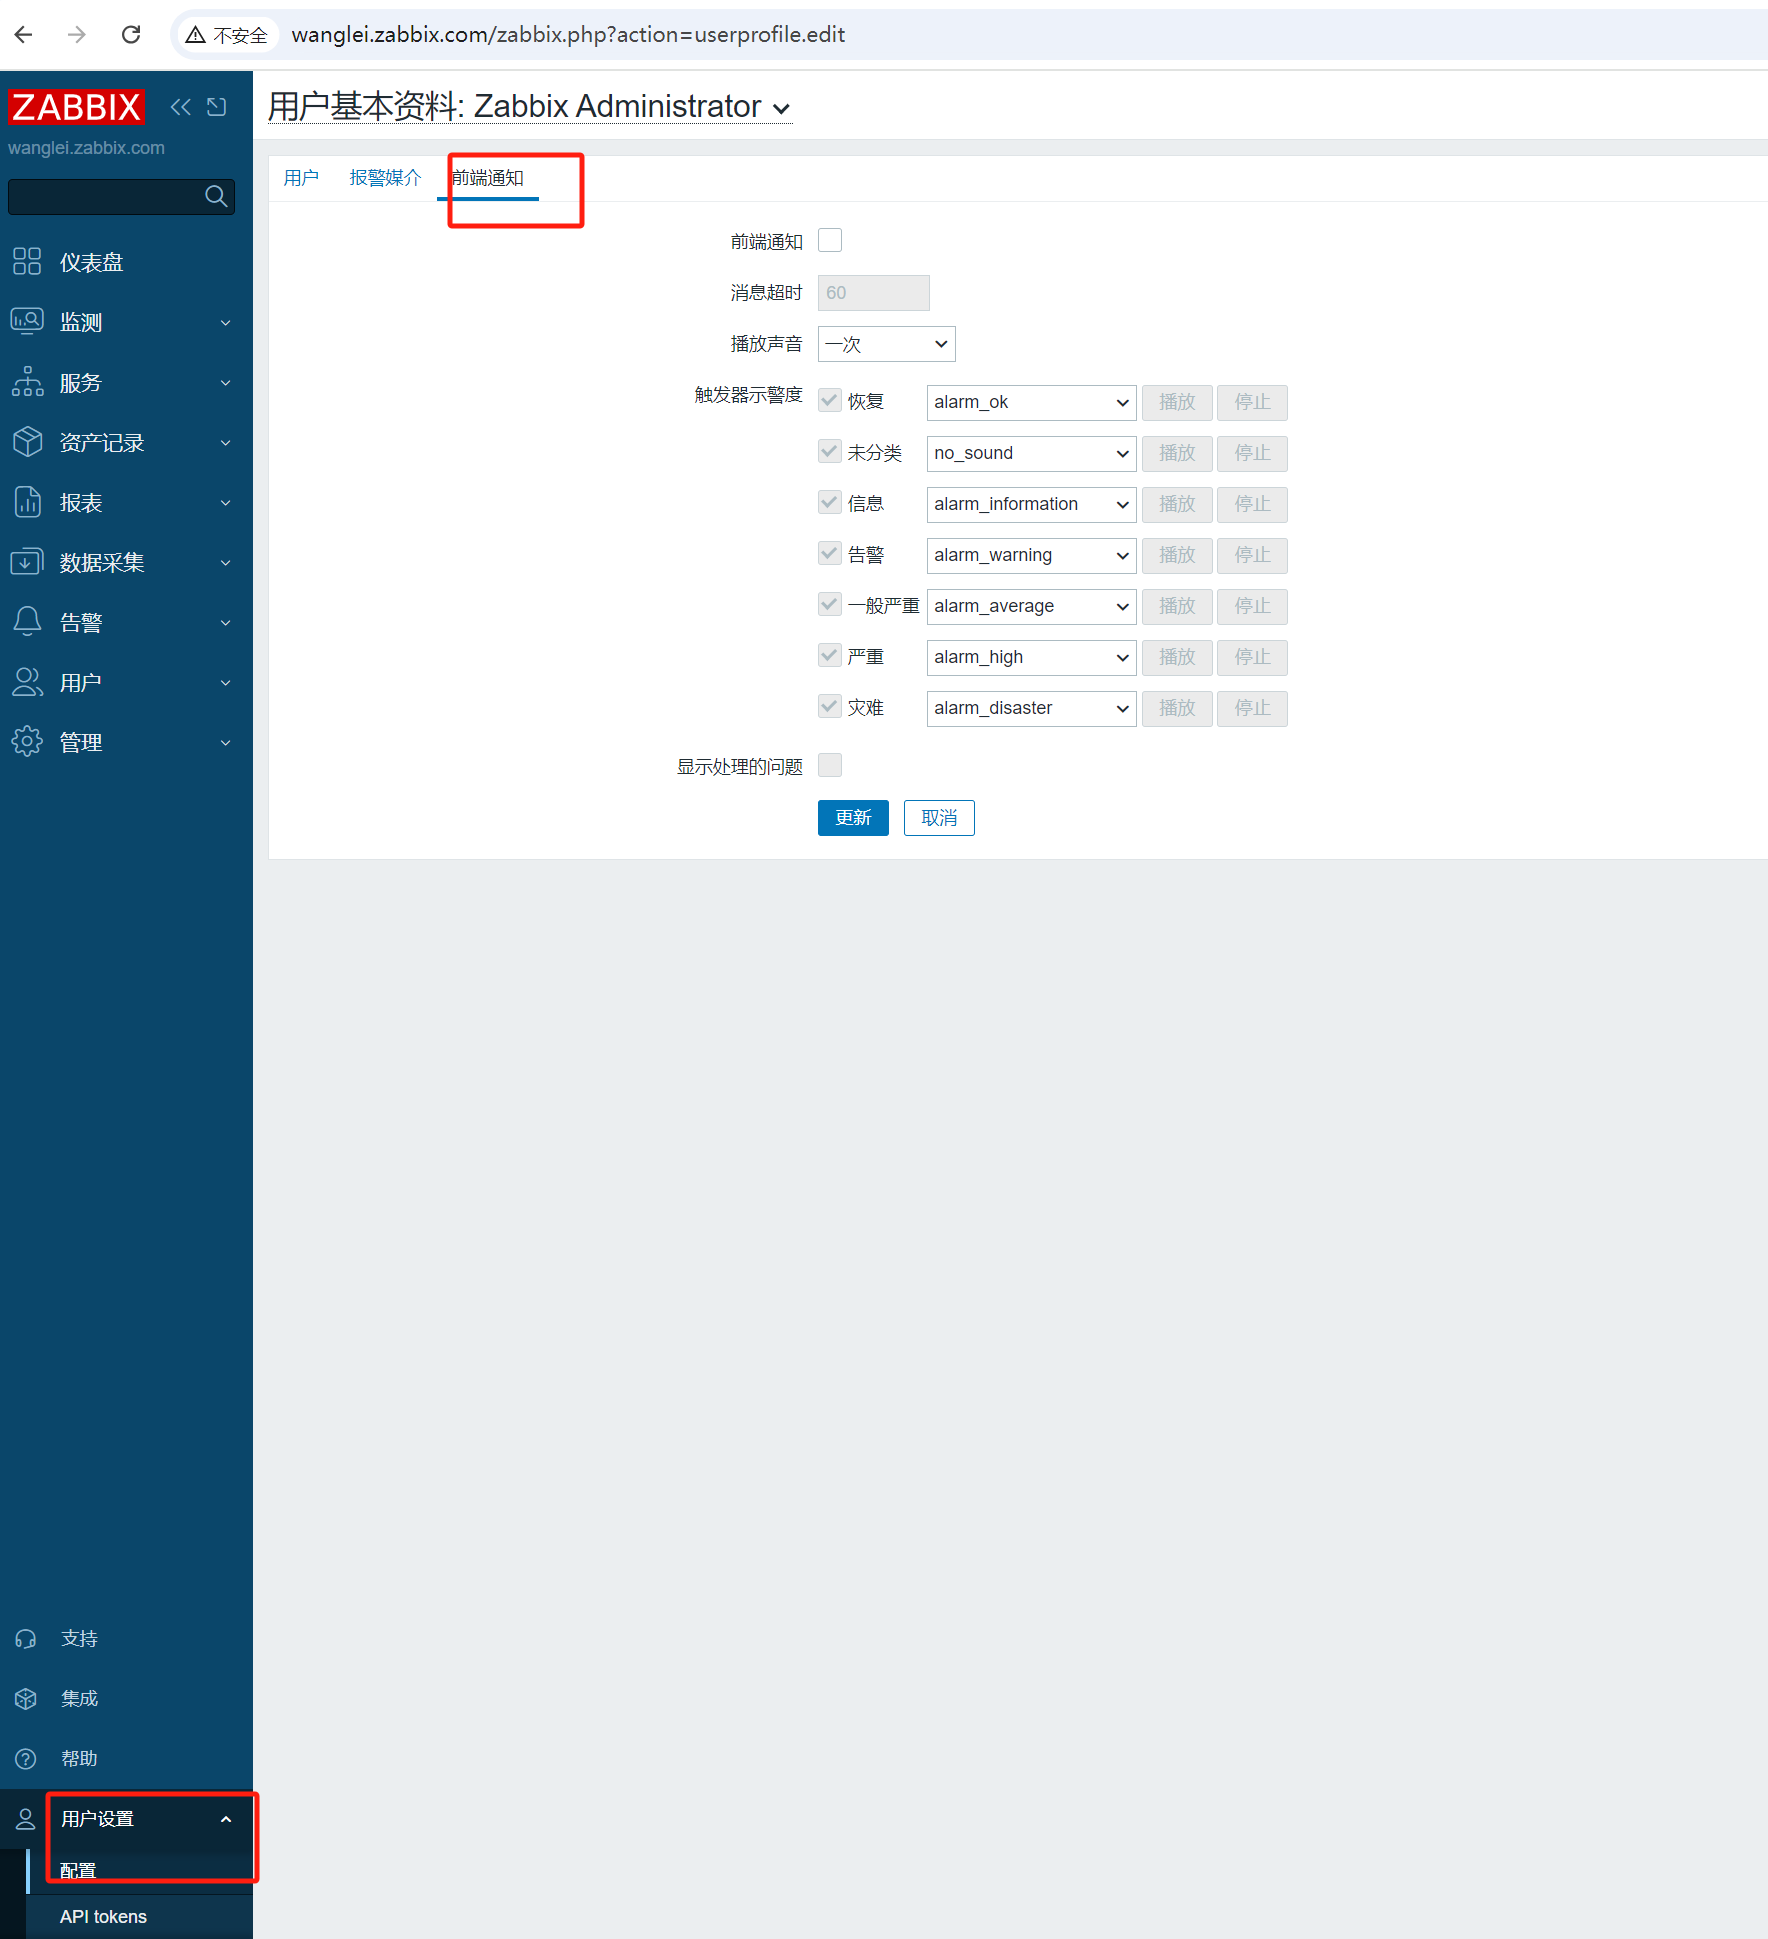 不安全 wanglei.zabbix.com/zabbix.php?action=userprofile.edit
ZABBIX
wanglei.zabbix.com
仪表盘
监测
服务
资产记录
报表
数据采集
告警
用户
管理
支持
集成
帮助
用户设置
配置
API tokens
用户基本资料: Zabbix Administrator
用户 报警媒介 前端通知
前端通知
消息超时 60
播放声音 一次
触发器示警度 恢复 alarm_ok 播放 停止
未分类 no_sound 播放 停止
信息 alarm_information 播放 停止
告警 alarm_warning 播放 停止
一般严重 alarm_average 播放 停止
严重 alarm_high 播放 停止
灾难 alarm_disaster 播放 停止
显示处理的问题
更新 取消